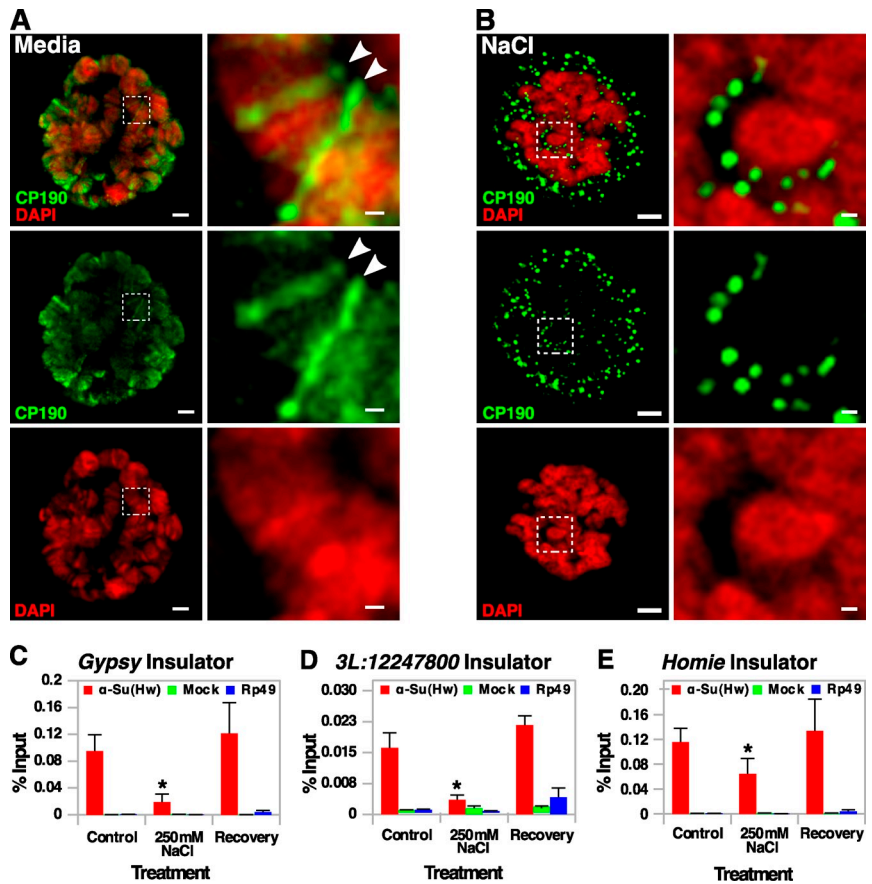 A
Media
CP190
DAPI
CP190
DAPI
B
NaCl
CP190
DAPI
CP190
DAPI
C
Gypsy Insulator
0.2
α-Su(Hw) Mock Rp49
0.16
0.12
0.08
0.04
0
% Input
*
Control 250mM NaCl Recovery
Treatment
D
3L:12247800 Insulator
0.030
α-Su(Hw) Mock Rp49
0.023
0.015
0.008
0
% Input
*
Control 250mM NaCl Recovery
Treatment
E
Homie Insulator
0.20
α-Su(Hw) Mock Rp49
0.16
0.12
0.08
0.04
0
% Input
*
Control 250mM NaCl Recovery
Treatment